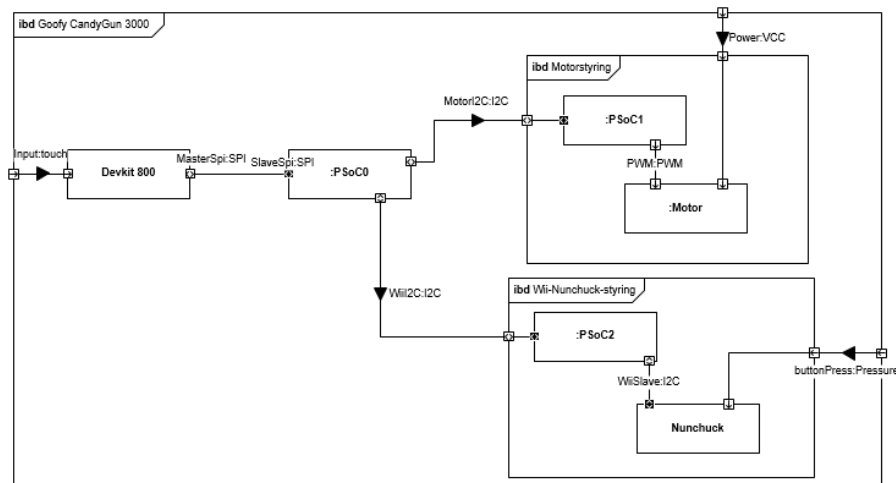 ibd Goofy CandyGun 3000
Power:VCC
ibd Motorstyring
MotorI2C:I2C
:PSoC1
Input:touch
MasterSpi:SPI
SlaveSpi:SPI
PWM:PWM
Devkit 800
:PSoC0
:Motor
WiiI2C:I2C
ibd Wii-Nunchuck-styring
:PSoC2
buttonPress:Pressure
WiiSlave:I2C
Nunchuck